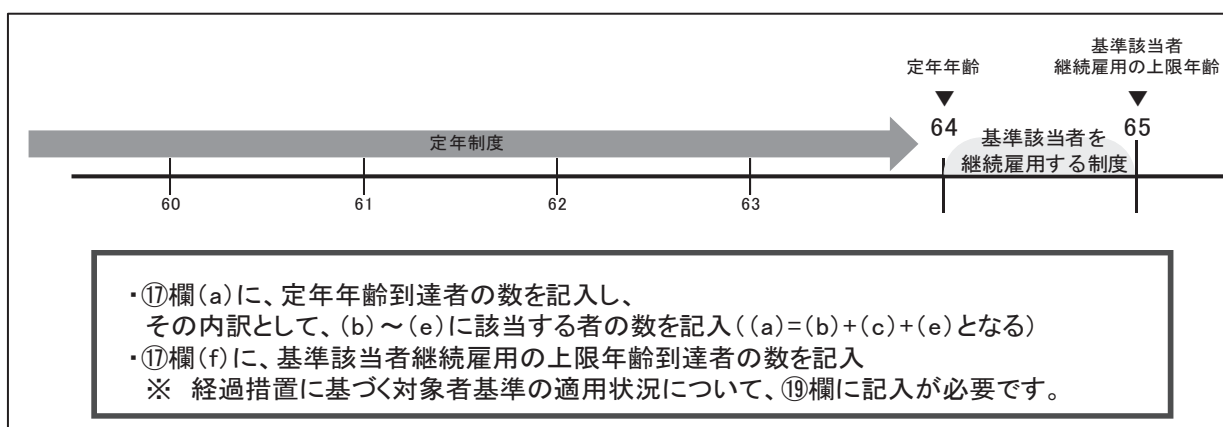 基準該当者
継続雇用の上限年齢
定年年齢
▼
▼
64
65
定年制度
基準該当者を
継続雇用する制度
60
61
62
63
・⑰欄(a)に、定年年齢到達者の数を記入し、
その内訳として、(b)~(e)に該当する者の数を記入((a)=(b)+(c)+(e)となる)
・⑰欄(f)に、基準該当者継続雇用の上限年齢到達者の数を記入
※ 経過措置に基づく対象者基準の適用状況について、⑲欄に記入が必要です。